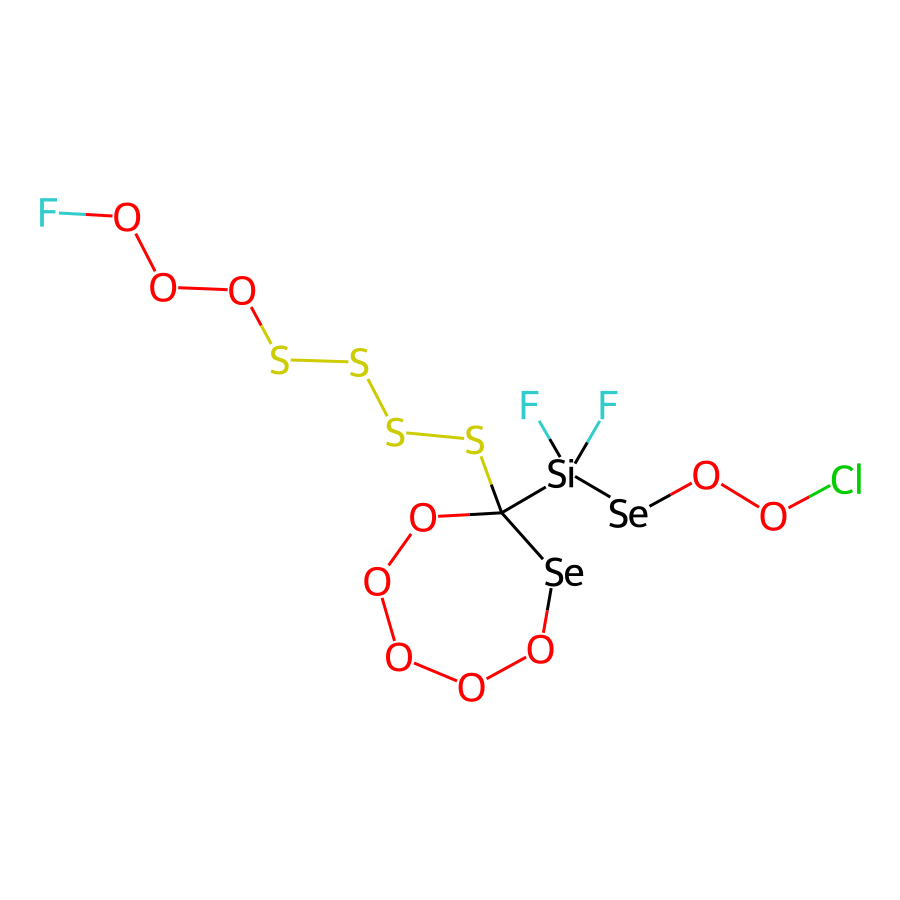 F O
O O
S S
F F
S S
Si O Cl
O Se O
O Se
O O
O